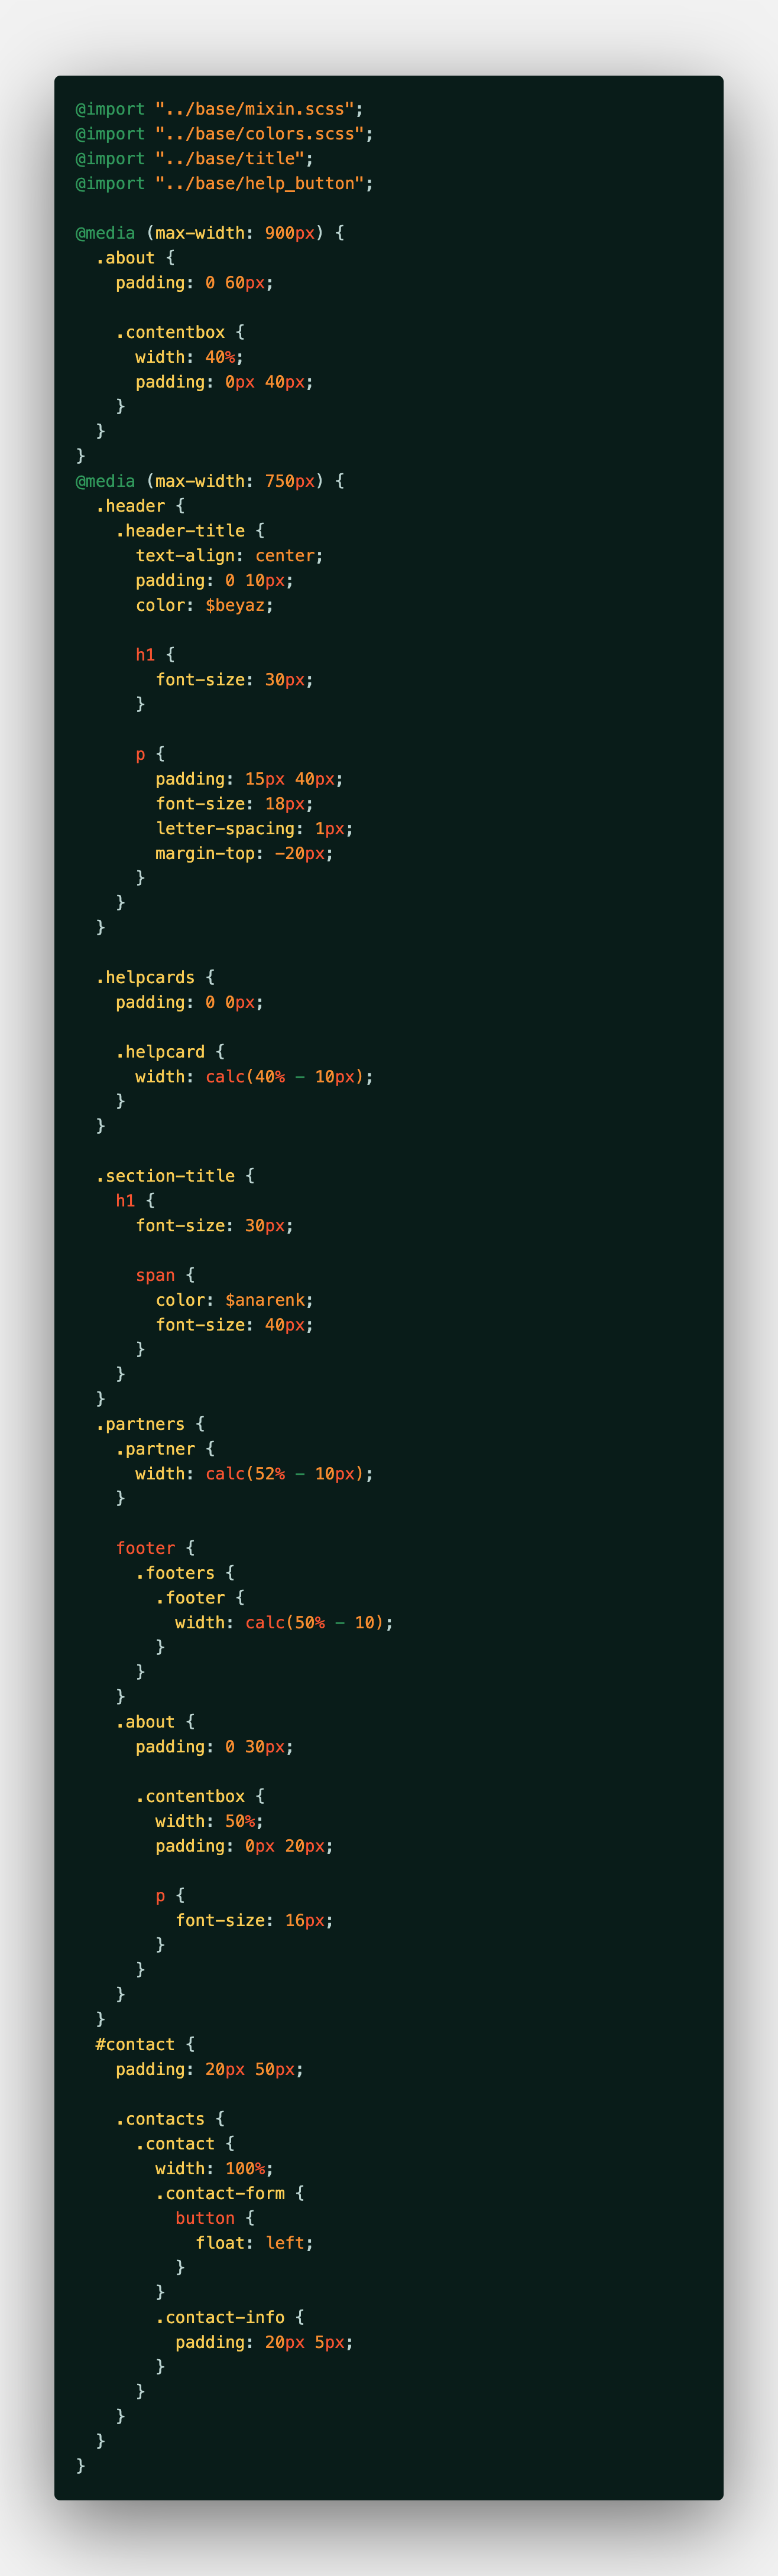 @import "../base/mixin.scss";
@import "../base/colors.scss";
@import "../base/title";
@import "../base/help_button";

@media (max-width: 900px) {
  .about {
    padding: 0 60px;

    .contentbox {
      width: 40%;
      padding: 0px 40px;
    }
  }
}
@media (max-width: 750px) {
  .header {
    .header-title {
      text-align: center;
      padding: 0 10px;
      color: $beyaz;

      h1 {
        font-size: 30px;
      }

      p {
        padding: 15px 40px;
        font-size: 18px;
        letter-spacing: 1px;
        margin-top: -20px;
      }
    }
  }

  .helpcards {
    padding: 0 0px;

    .helpcard {
      width: calc(40% - 10px);
    }
  }

  .section-title {
    h1 {
      font-size: 30px;

      span {
        color: $anarenk;
        font-size: 40px;
      }
    }
  }
  .partners {
    .partner {
      width: calc(52% - 10px);
    }

    footer {
      .footers {
        .footer {
          width: calc(50% - 10);
        }
      }
    }
    .about {
      padding: 0 30px;

      .contentbox {
        width: 50%;
        padding: 0px 20px;

        p {
          font-size: 16px;
        }
      }
    }
  }
  #contact {
    padding: 20px 50px;

    .contacts {
      .contact {
        width: 100%;
        .contact-form {
          button {
            float: left;
          }
        }
        .contact-info {
          padding: 20px 5px;
        }
      }
    }
  }
}